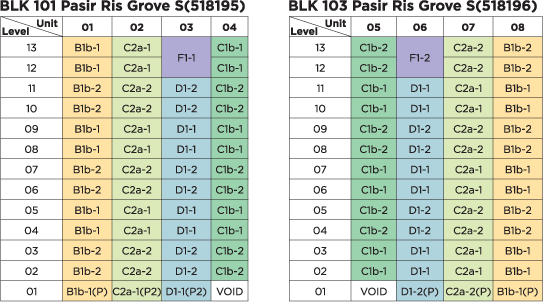 BLK 101 Pasir Ris Grove S(518195)
Unit Level 01 02 03 04
13 B1b-1 C2a-1 F1-1 C1b-1
12 B1b-1 C2a-1 C1b-1
11 B1b-2 C2a-2 D1-2 C1b-2
10 B1b-2 C2a-2 D1-2 C1b-2
09 B1b-1 C2a-1 D1-1 C1b-1
08 B1b-1 C2a-1 D1-1 C1b-1
07 B1b-2 C2a-2 D1-2 C1b-2
06 B1b-2 C2a-2 D1-2 C1b-2
05 B1b-1 C2a-1 D1-1 C1b-1
04 B1b-1 C2a-1 D1-1 C1b-1
03 B1b-2 C2a-2 D1-2 C1b-2
02 B1b-2 C2a-2 D1-2 C1b-2
01 B1b-1(P) C2a-1(P2) D1-1(P2) VOID
BLK 103 Pasir Ris Grove S(518196)
Unit Level 05 06 07 08
13 C1b-2 F1-2 C2a-2 B1b-2
12 C1b-2 C2a-2 B1b-2
11 C1b-1 D1-1 C2a-1 B1b-1
10 C1b-1 D1-1 C2a-1 B1b-1
09 C1b-2 D1-2 C2a-2 B1b-2
08 C1b-2 D1-2 C2a-2 B1b-2
07 C1b-1 D1-1 C2a-1 B1b-1
06 C1b-1 D1-1 C2a-1 B1b-1
05 C1b-2 D1-2 C2a-2 B1b-2
04 C1b-2 D1-2 C2a-2 B1b-2
03 C1b-1 D1-1 C2a-1 B1b-1
02 C1b-1 D1-1 C2a-1 B1b-1
01 VOID D1-2(P) C2a-2(P) B1b-1(P)